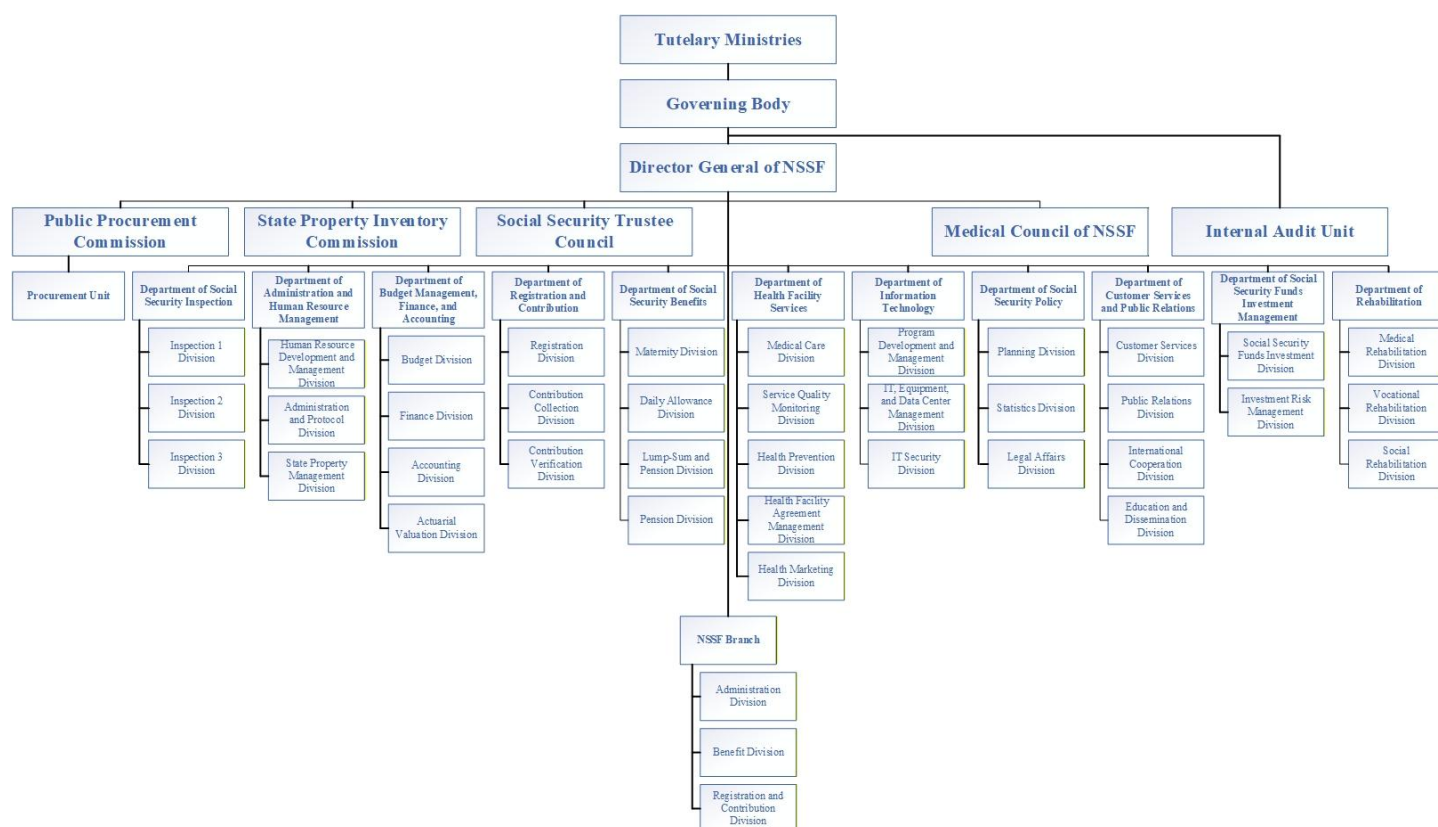 Tutelary Ministries
Governing Body
Director General of NSSF
Public Procurement
Commission
State Property Inventory
Commission
Social Security Trustee
Council
Medical Council of NSSF
Internal Audit Unit
Procurement Unit
Department of Social
Security Inspection
Inspection 1
Division
Inspection 2
Division
Inspection 3
Division
Department of
Administration and
Human Resource
Management
Human Resource
Development and
Management
Division
Administration
and Protocol
Division
State Property
Management
Division
Department of
Budget Management,
Finance, and
Accounting
Budget Division
Finance Division
Accounting
Division
Actuarial
Valuation Division
Department of
Registration and
Contribution
Registration
Division
Contribution
Collection
Division
Contribution
Verification
Division
Department of Social
Security Benefits
Maternity Division
Daily Allowance
Division
Lump-Sum and
Pension Division
Pension Division
Department of
Health Facility
Services
Medical Care
Division
Service Quality
Monitoring
Division
Health Prevention
Division
Health Facility
Agreement
Management
Division
Health Marketing
Division
Department of
Information
Technology
Program
Development and
Management
Division
IT, Equipment,
and Data Center
Management
Division
IT Security
Division
Department of Social
Security Policy
Planning Division
Statistics Division
Legal Affairs
Division
Department of
Customer Services
and Public Relations
Customer Services
Division
Public Relations
Division
International
Cooperation
Division
Education and
Dissemination
Division
Department of Social
Security Funds
Investment
Management
Social Security
Funds Investment
Division
Investment Risk
Management
Division
Department of
Rehabilitation
Medical
Rehabilitation
Division
Vocational
Rehabilitation
Division
Social
Rehabilitation
Division
NSSF Branch
Administration
Division
Benefit Division
Registration and
Contribution
Division